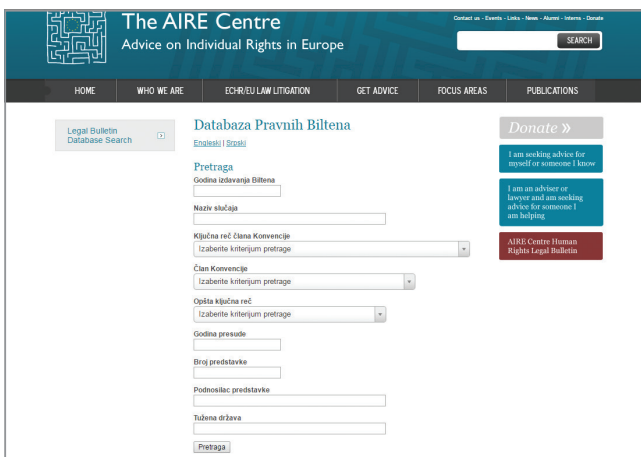 The AIRE Centre
Advice on Individual Rights in Europe
Contact us - Events - Links - News - Alumni - Interns - Donate
SEARCH
HOME WHO WE ARE ECHR/EU LAW LITIGATION GET ADVICE FOCUS AREAS PUBLICATIONS
Legal Bulletin
Database Search
Databaza Pravnih Biltena
Engleski | Srpski
Pretraga
Godina izdavanja Biltena
Naziv slučaja
Ključna reč člana Konvencije
Izaberite kriterijum pretrage
Član Konvencije
Izaberite kriterijum pretrage
Opšta ključna reč
Izaberite kriterijum pretrage
Godina presude
Broj predstavke
Podnosilac predstavke
Tužena država
Pretraga
Donate »
I am seeking advice for
myself or someone I know
I am an adviser or
lawyer and am seeking
advice for someone I
am helping
AIRE Centre Human
Rights Legal Bulletin